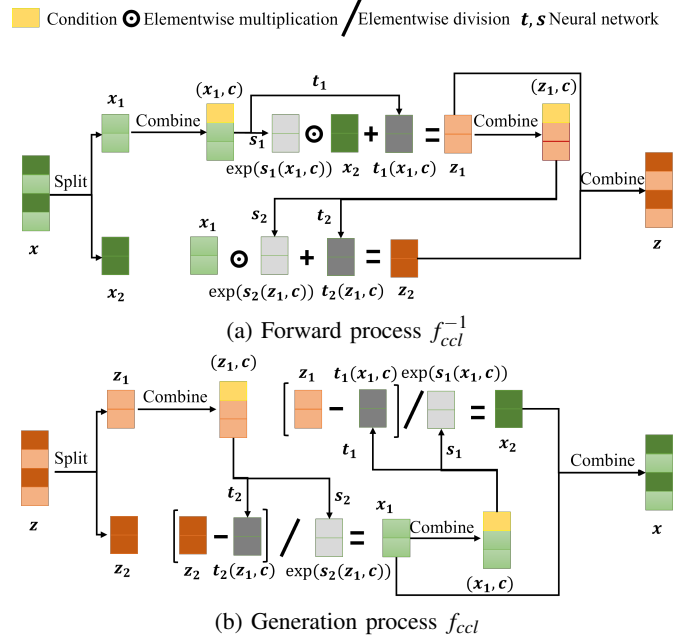 Condition ⊙ Elementwise multiplication / Elementwise division t, s Neural network
(x₁, c) t₁ (z₁, c)
x₁
Combine s₁ Combine
⊙ + =
Split exp(s₁(x₁, c)) x₂ t₁(x₁, c) z₁ Combine
x₁ s₂ t₂
x z
⊙ + =
x₂ exp(s₂(z₁, c)) t₂(z₁, c) z₂
(a) Forward process f⁻¹ccl
(z₁, c) z₁ t₁(x₁, c) exp(s₁(x₁, c))
z₁
Combine [ − ] / =
Split t₁ s₁ x₂ Combine
t₂ s₂ x₁
z [ − ] / = Combine x
z₂ z₂ t₂(z₁, c) exp(s₂(z₁, c)) (x₁, c)
(b) Generation process fccl